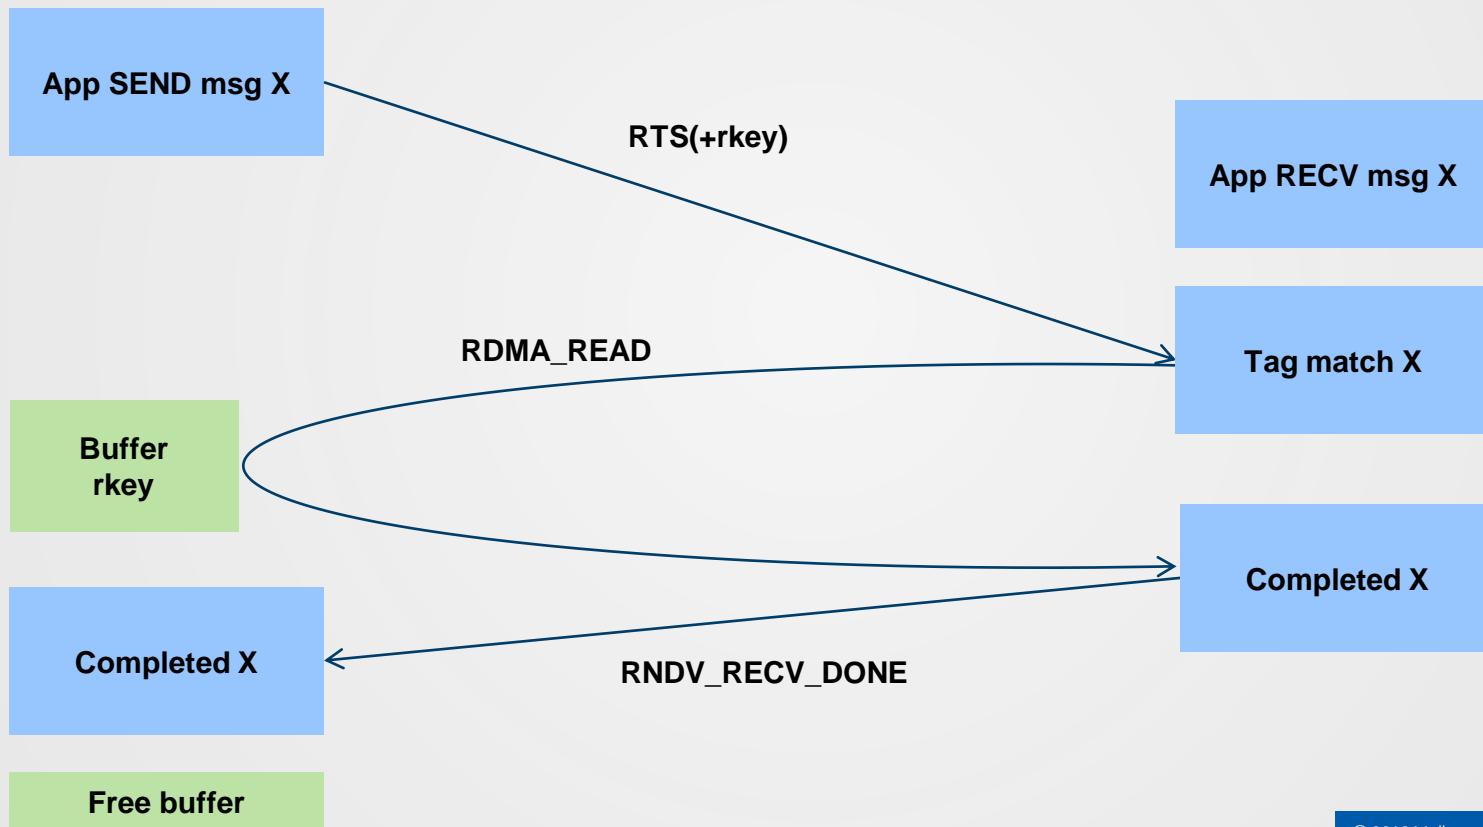 App SEND msg X
RTS(+rkey)
App RECV msg X
RDMA_READ
Tag match X
Buffer
rkey
Completed X
Completed X
RNDV_RECV_DONE
Free buffer